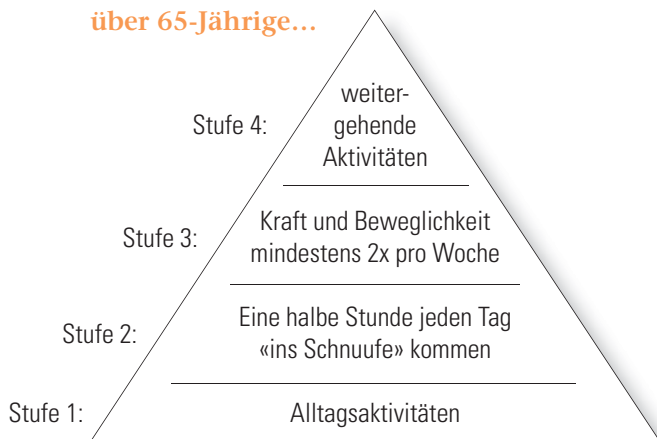 über 65-Jährige…
Stufe 4:
weiter-
gehende
Aktivitäten
Stufe 3:
Kraft und Beweglichkeit
mindestens 2x pro Woche
Stufe 2:
Eine halbe Stunde jeden Tag
«ins Schnuufe» kommen
Stufe 1:
Alltagsaktivitäten